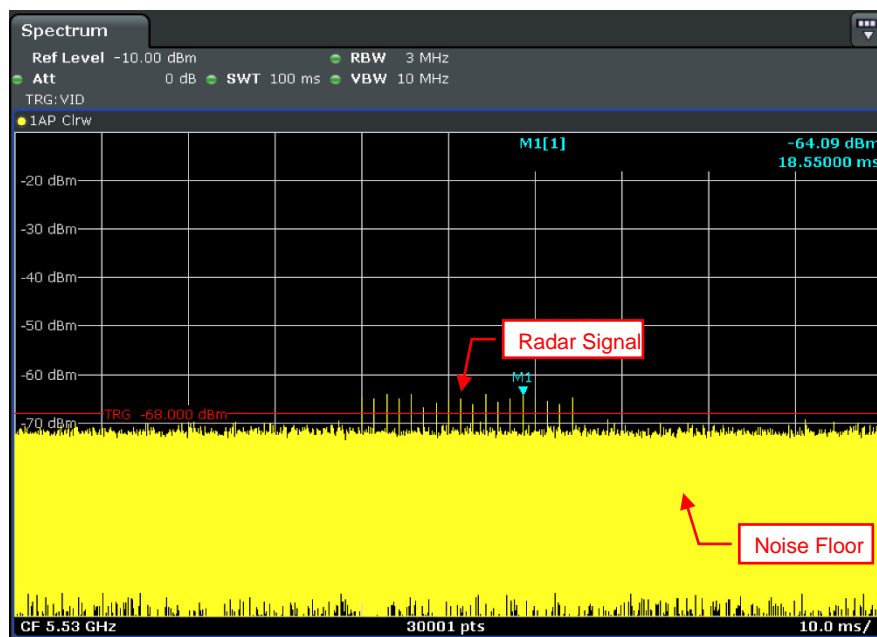 Spectrum
Ref Level -10.00 dBm RBW 3 MHz
Att 0 dB SWT 100 ms VBW 10 MHz
TRG:VID
1AP Clrw
M1[1] -64.09 dBm
18.55000 ms
-20 dBm
-30 dBm
-40 dBm
-50 dBm
Radar Signal
-60 dBm
M1
TRG -68.000 dBm
-70 dBm
Noise Floor
CF 5.53 GHz 30001 pts 10.0 ms/